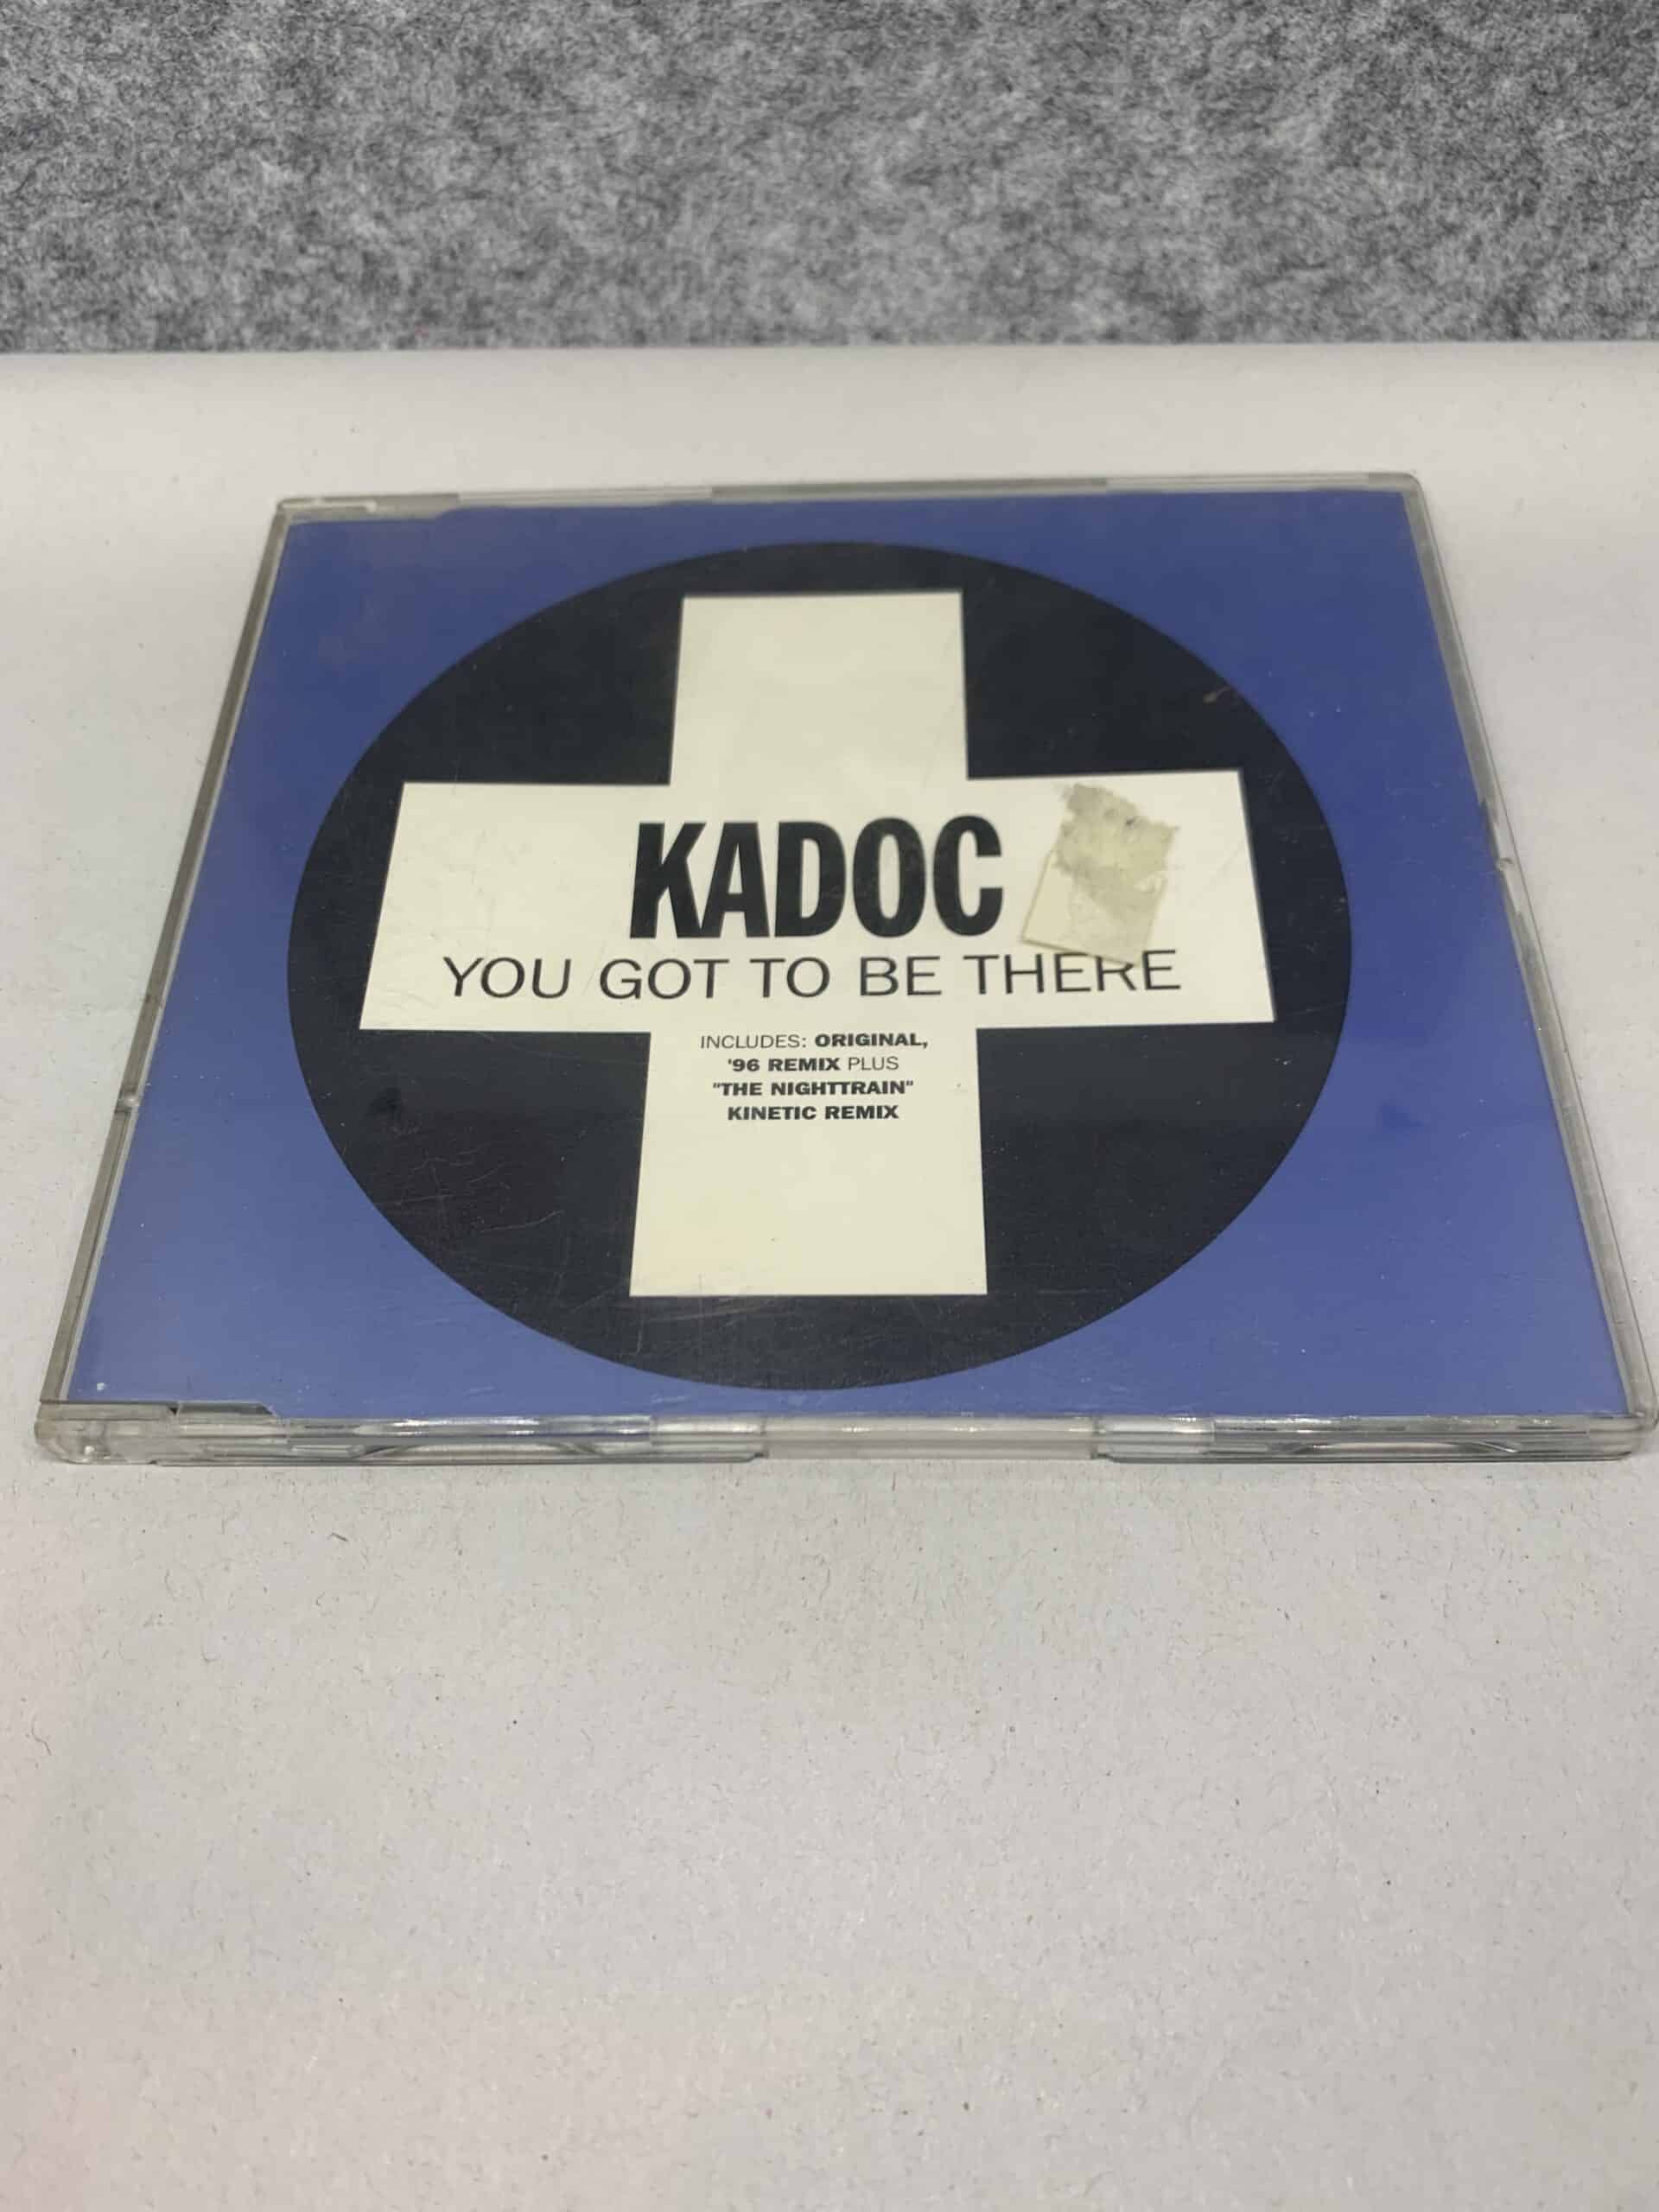 KADOC
YOU GOT TO BE THERE
INCLUDES: ORIGINAL,
'96 REMIX PLUS
"THE NIGHTTRAIN"
KINETIC REMIX